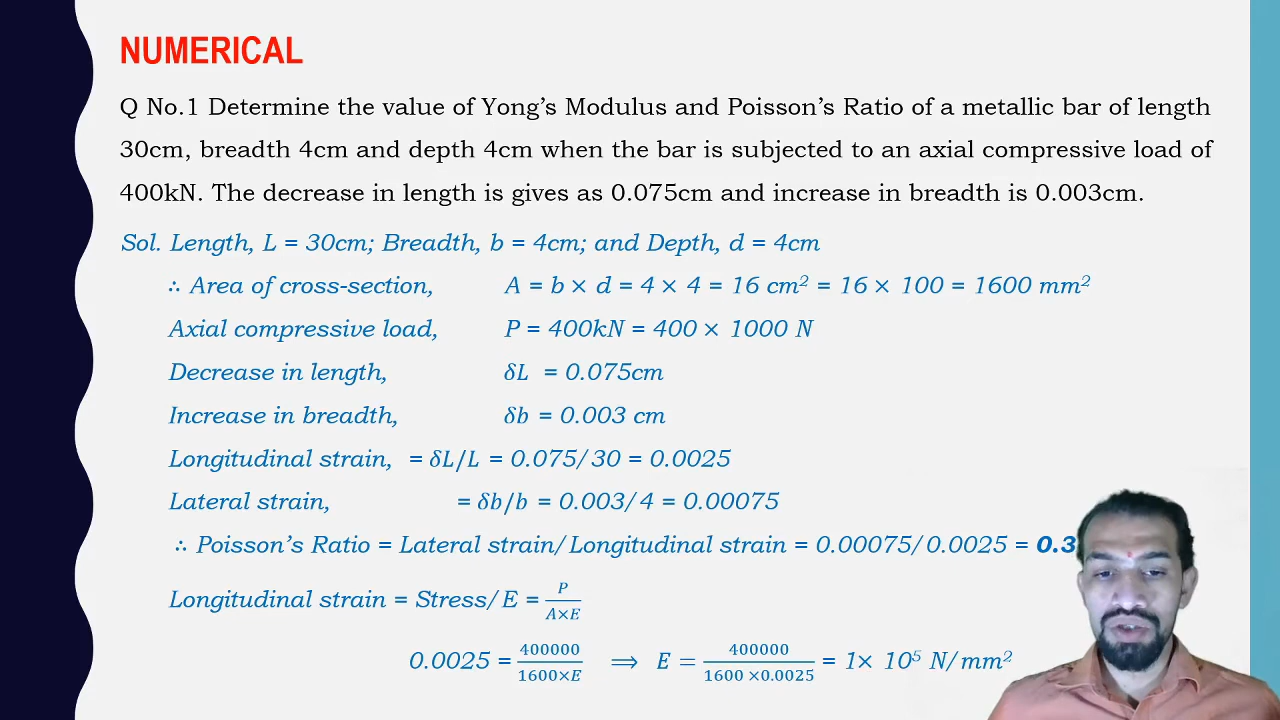 NUMERICAL
Q No.1 Determine the value of Yong's Modulus and Poisson's Ratio of a metallic bar of length
30cm, breadth 4cm and depth 4cm when the bar is subjected to an axial compressive load of
400kN. The decrease in length is gives as 0.075cm and increase in breadth is 0.003cm.
Sol. Length, L = 30cm; Breadth, b = 4cm; and Depth, d = 4cm
∴ Area of cross-section, A = b × d = 4 × 4 = 16 cm² = 16 × 100 = 1600 mm²
Axial compressive load, P = 400kN = 400 × 1000 N
Decrease in length, δL = 0.075cm
Increase in breadth, δb = 0.003 cm
Longitudinal strain, = δL/L = 0.075/30 = 0.0025
Lateral strain, = δb/b = 0.003/4 = 0.00075
∴ Poisson's Ratio = Lateral strain/Longitudinal strain = 0.00075/0.0025 = 0.3
Longitudinal strain = Stress/E = P/(A×E)
0.0025 = 400000/(1600×E) ⟹ E = 400000/(1600 ×0.0025) = 1× 10⁵ N/mm²